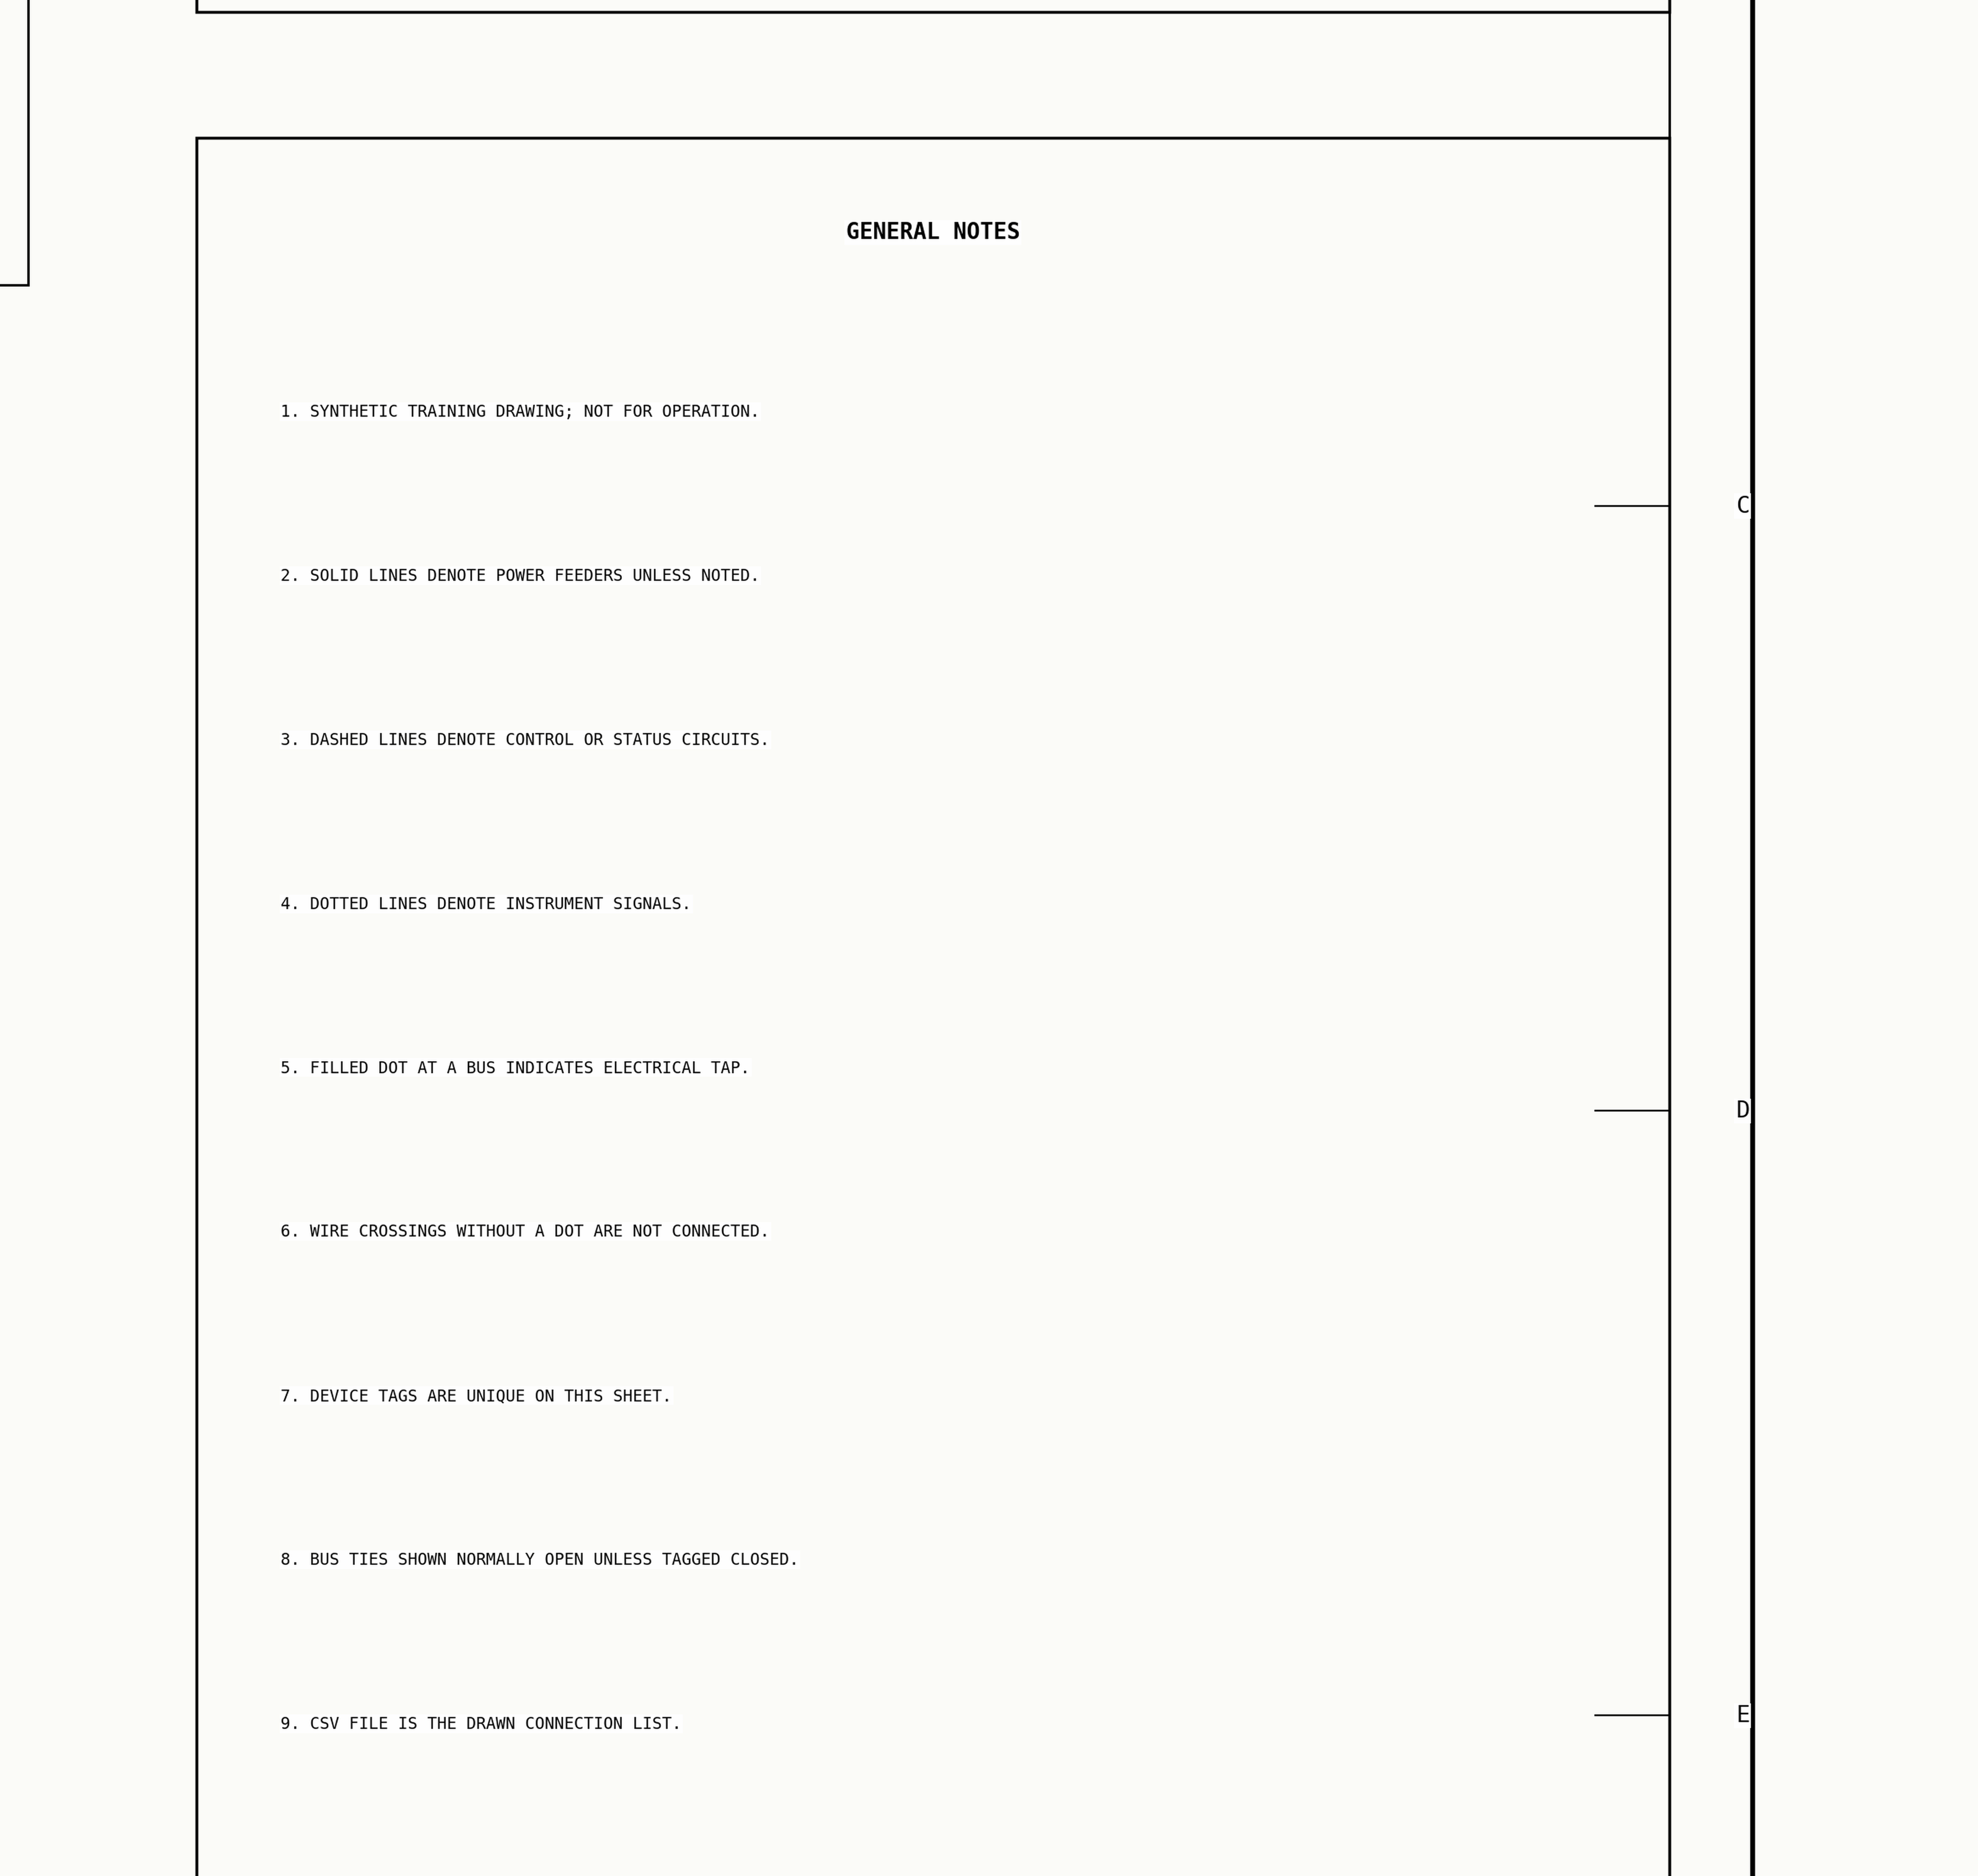 GENERAL NOTES
1. SYNTHETIC TRAINING DRAWING; NOT FOR OPERATION.
C
2. SOLID LINES DENOTE POWER FEEDERS UNLESS NOTED.
3. DASHED LINES DENOTE CONTROL OR STATUS CIRCUITS.
4. DOTTED LINES DENOTE INSTRUMENT SIGNALS.
5. FILLED DOT AT A BUS INDICATES ELECTRICAL TAP.
D
6. WIRE CROSSINGS WITHOUT A DOT ARE NOT CONNECTED.
7. DEVICE TAGS ARE UNIQUE ON THIS SHEET.
8. BUS TIES SHOWN NORMALLY OPEN UNLESS TAGGED CLOSED.
9. CSV FILE IS THE DRAWN CONNECTION LIST.
E